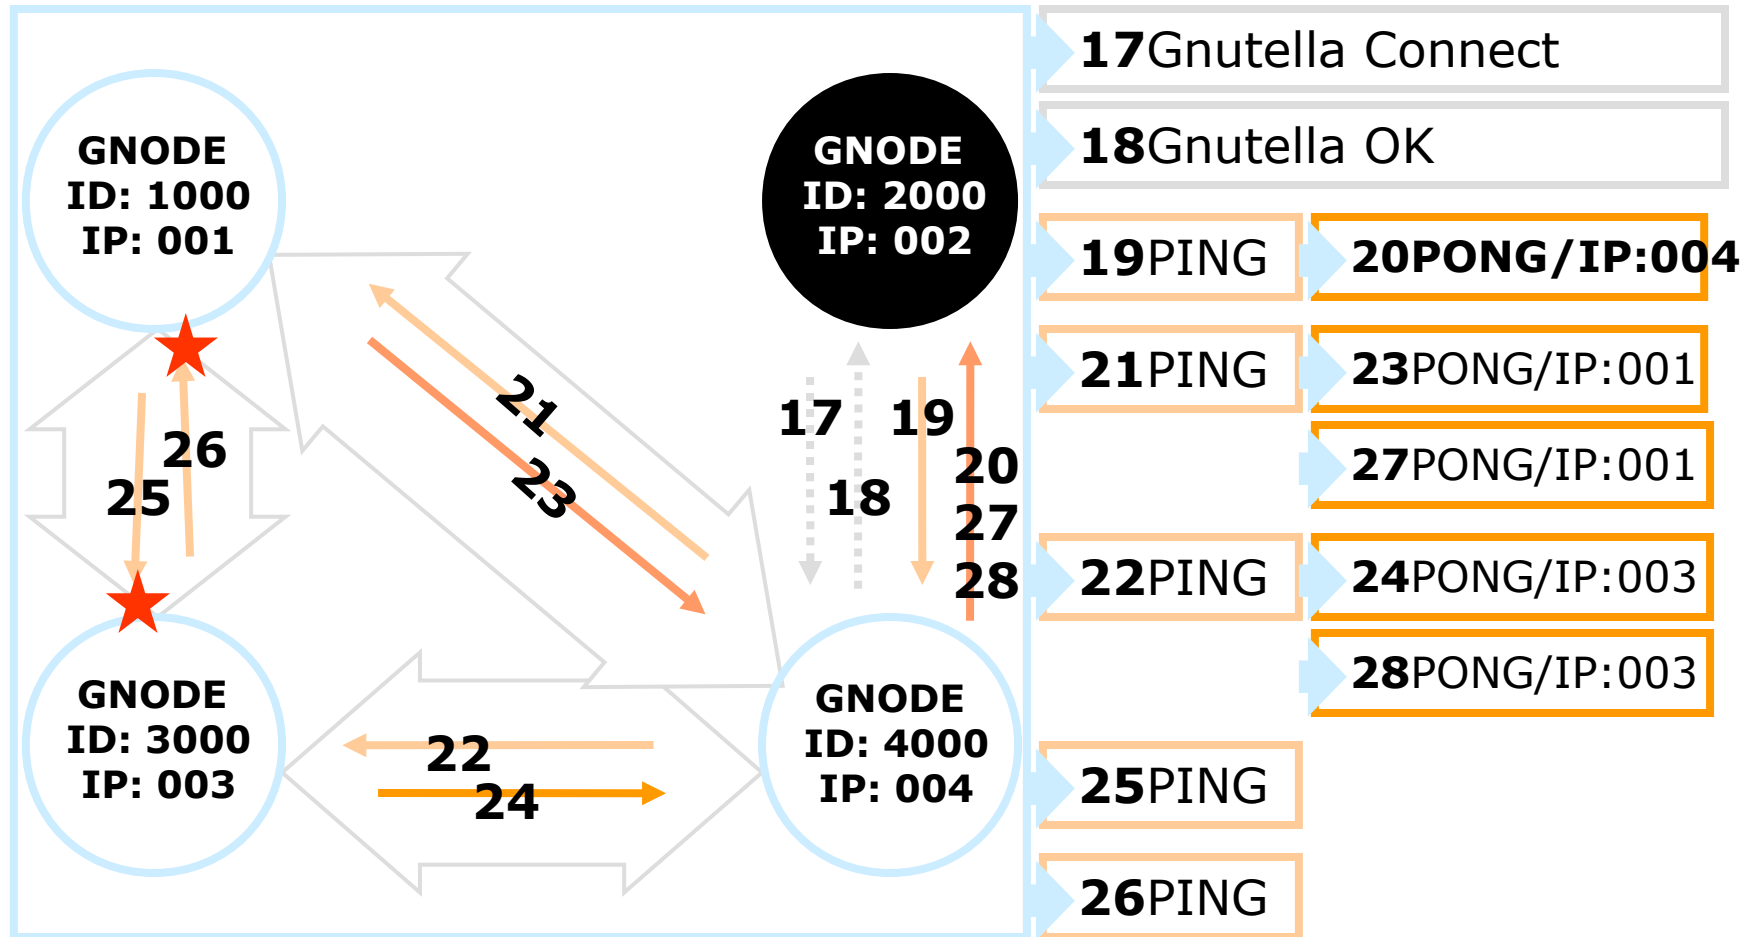 GNODE
ID: 1000
IP: 001
GNODE
ID: 2000
IP: 002
GNODE
ID: 3000
IP: 003
GNODE
ID: 4000
IP: 004
21
23
25
26
17
18
19
20
27
28
22
24
17Gnutella Connect
18Gnutella OK
19PING
20PONG/IP:004
21PING
23PONG/IP:001
27PONG/IP:001
22PING
24PONG/IP:003
28PONG/IP:003
25PING
26PING